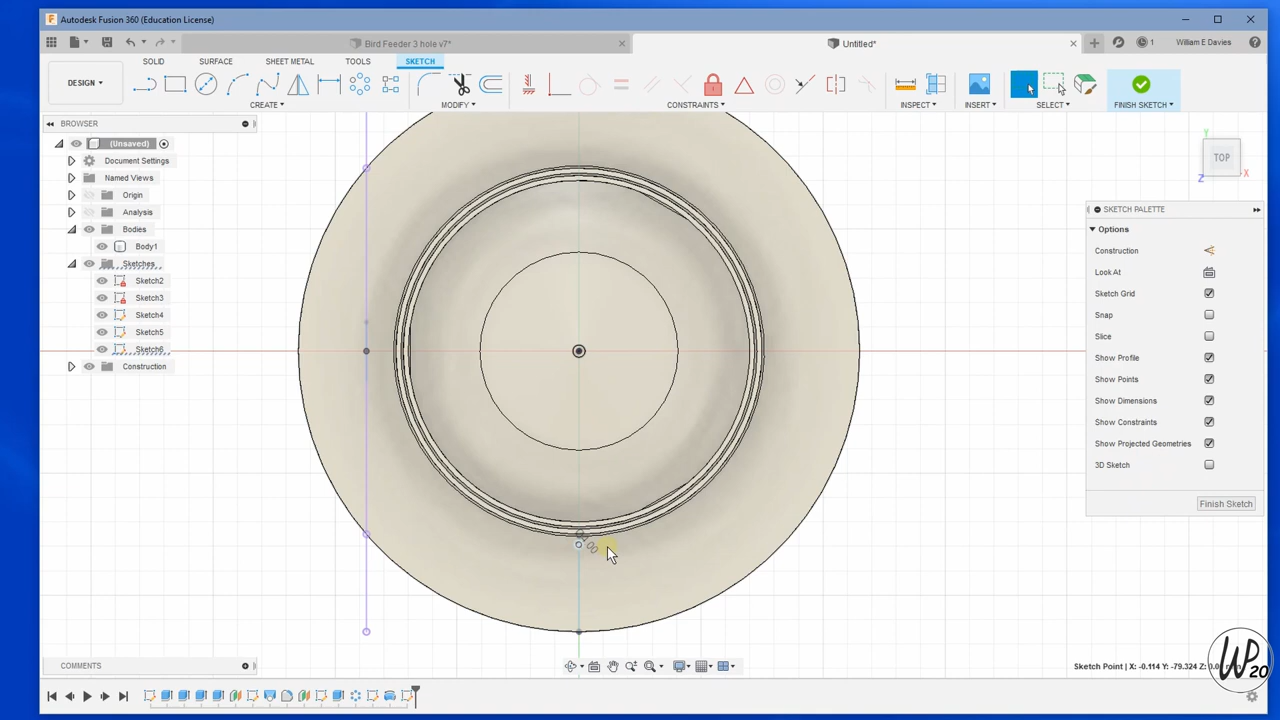 Autodesk Fusion 360 (Education License)
Bird Feeder 3 hole v7*
Untitled*
1
William E Davies
SOLID
SURFACE
SHEET METAL
TOOLS
SKETCH
DESIGN
CREATE
MODIFY
CONSTRAINTS
INSPECT
INSERT
SELECT
FINISH SKETCH
BROWSER
(Unsaved)
Document Settings
Named Views
Origin
Analysis
Bodies
Body1
Sketches
Sketch2
Sketch3
Sketch4
Sketch5
Sketch6
Construction
Y
TOP
X
Z
SKETCH PALETTE
Options
Construction
Look At
Sketch Grid
Snap
Slice
Show Profile
Show Points
Show Dimensions
Show Constraints
Show Projected Geometries
3D Sketch
Finish Sketch
COMMENTS
Sketch Point | X: -0.114 Y: -79.324 Z:
WP
20